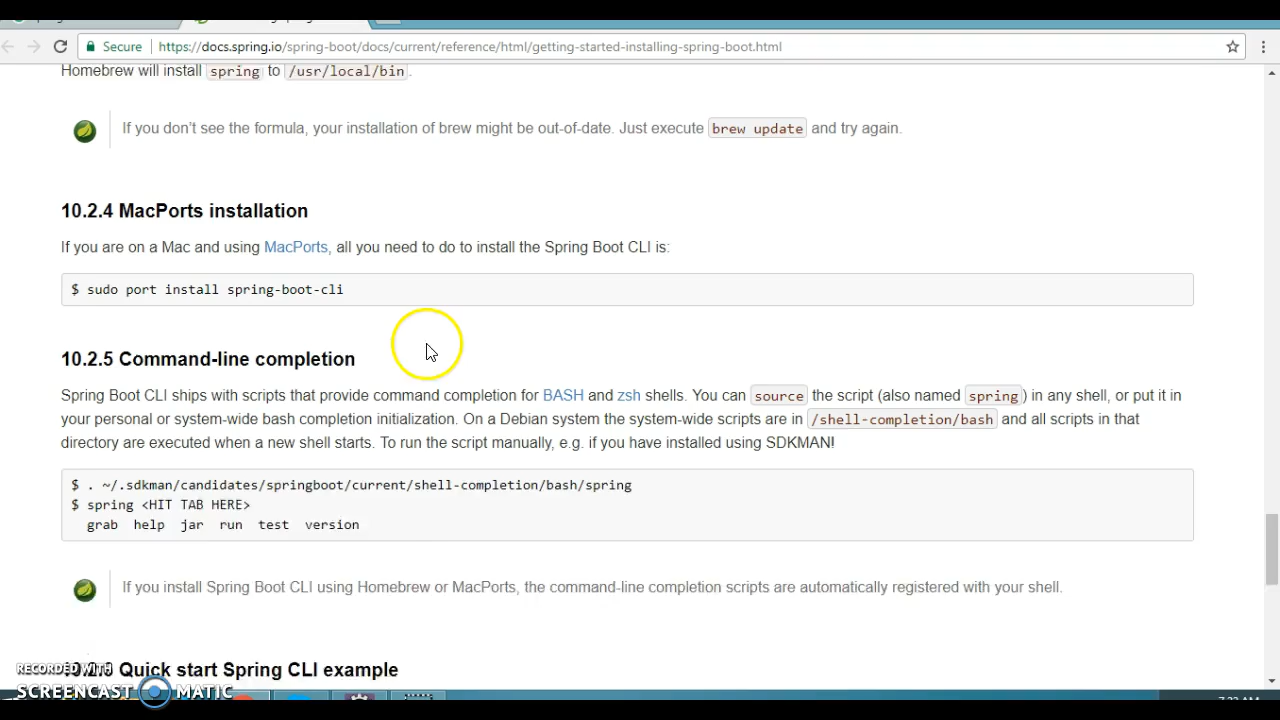 Secure https://docs.spring.io/spring-boot/docs/current/reference/html/getting-started-installing-spring-boot.html
Homebrew will install spring to /usr/local/bin.
If you don't see the formula, your installation of brew might be out-of-date. Just execute brew update and try again.
10.2.4 MacPorts installation
If you are on a Mac and using MacPorts, all you need to do to install the Spring Boot CLI is:
$ sudo port install spring-boot-cli
10.2.5 Command-line completion
Spring Boot CLI ships with scripts that provide command completion for BASH and zsh shells. You can source the script (also named spring) in any shell, or put it in
your personal or system-wide bash completion initialization. On a Debian system the system-wide scripts are in /shell-completion/bash and all scripts in that
directory are executed when a new shell starts. To run the script manually, e.g. if you have installed using SDKMAN!
$ . ~/.sdkman/candidates/springboot/current/shell-completion/bash/spring
$ spring <HIT TAB HERE>
grab help jar run test version
If you install Spring Boot CLI using Homebrew or MacPorts, the command-line completion scripts are automatically registered with your shell.
Quick start Spring CLI example
RECORDED WITH
SCREENCAST MATIC